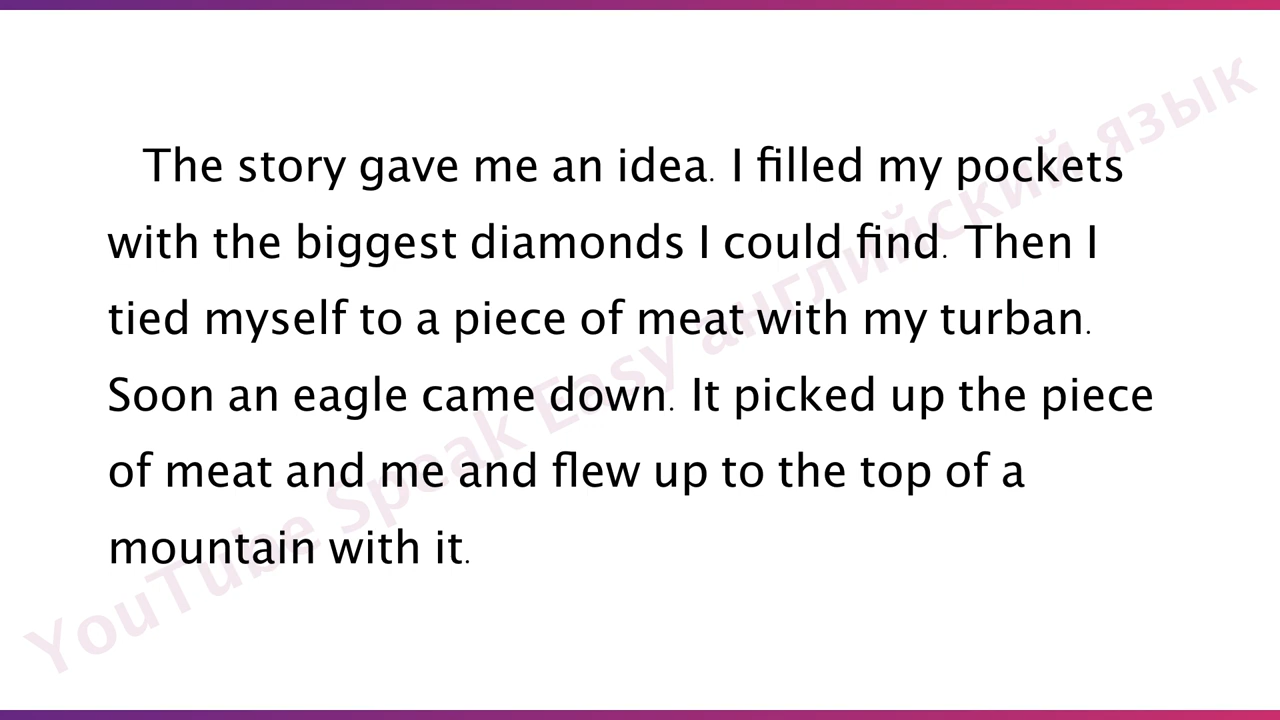 The story gave me an idea. I filled my pockets
with the biggest diamonds I could find. Then I
tied myself to a piece of meat with my turban.
Soon an eagle came down. It picked up the piece
of meat and me and flew up to the top of a
mountain with it.
YouTube Speak Easy английский язык